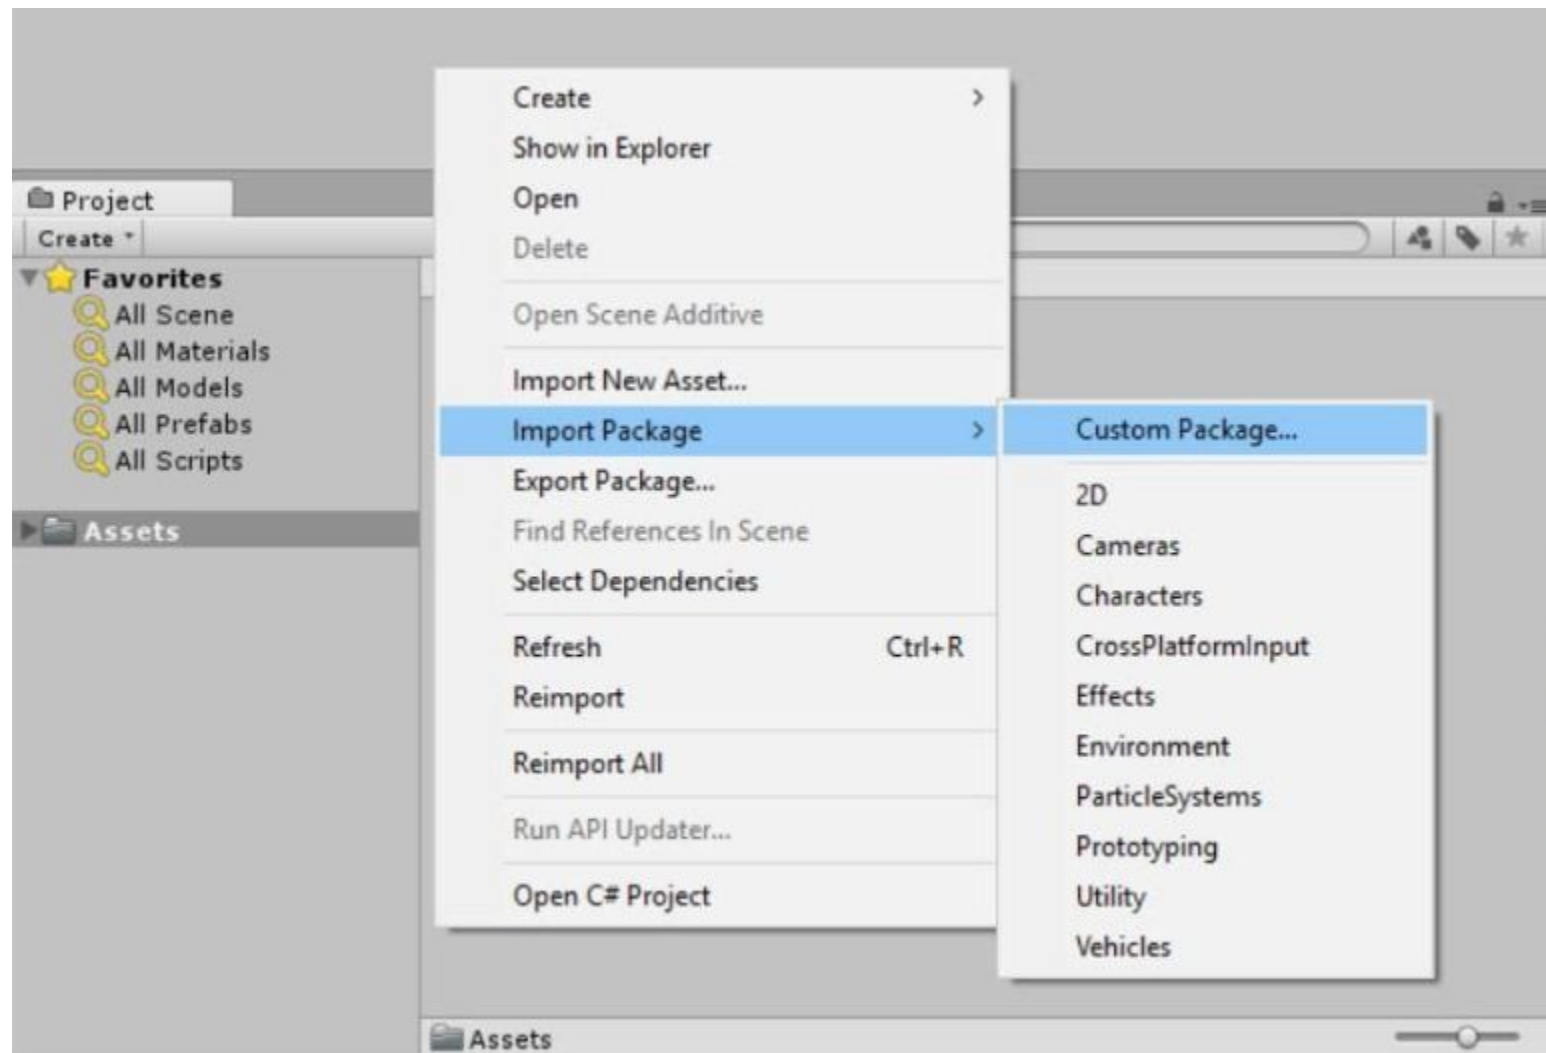 Project
Create
Favorites
All Scene
All Materials
All Models
All Prefabs
All Scripts
Assets
Create
Show in Explorer
Open
Delete
Open Scene Additive
Import New Asset...
Import Package
Export Package...
Find References In Scene
Select Dependencies
Refresh Ctrl+R
Reimport
Reimport All
Run API Updater...
Open C# Project
Custom Package...
2D
Cameras
Characters
CrossPlatformInput
Effects
Environment
ParticleSystems
Prototyping
Utility
Vehicles
Assets